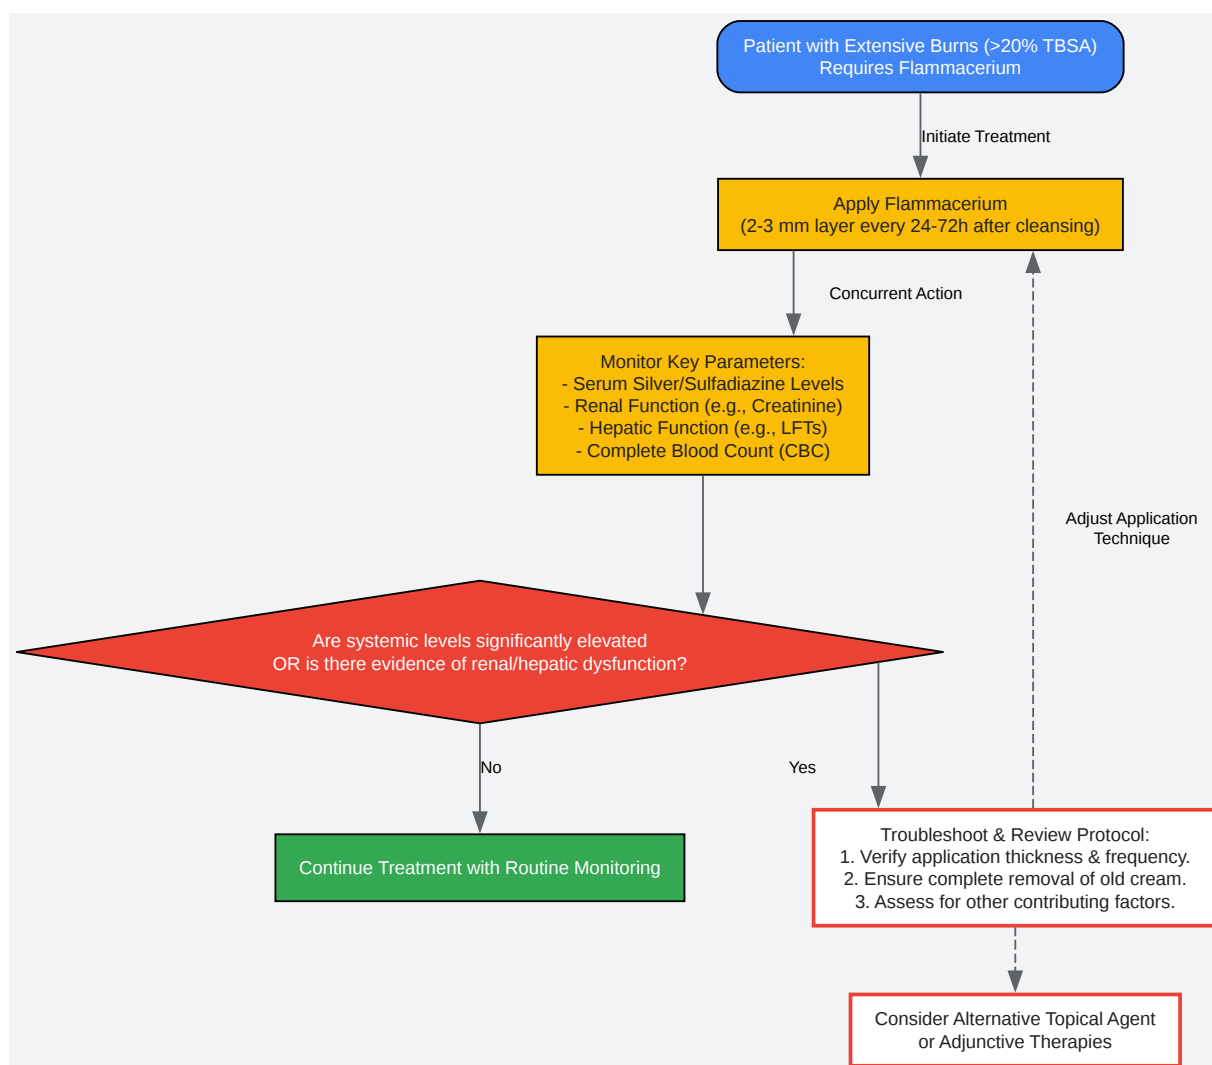 Patient with Extensive Burns (>20% TBSA)
Requires Flammacerium
Initiate Treatment
Apply Flammacerium
(2-3 mm layer every 24-72h after cleansing)
Concurrent Action
Monitor Key Parameters:
- Serum Silver/Sulfadiazine Levels
- Renal Function (e.g., Creatinine)
- Hepatic Function (e.g., LFTs)
- Complete Blood Count (CBC)
Adjust Application
Technique
Are systemic levels significantly elevated
OR is there evidence of renal/hepatic dysfunction?
No
Yes
Continue Treatment with Routine Monitoring
Troubleshoot & Review Protocol:
1. Verify application thickness & frequency.
2. Ensure complete removal of old cream.
3. Assess for other contributing factors.
Consider Alternative Topical Agent
or Adjunctive Therapies